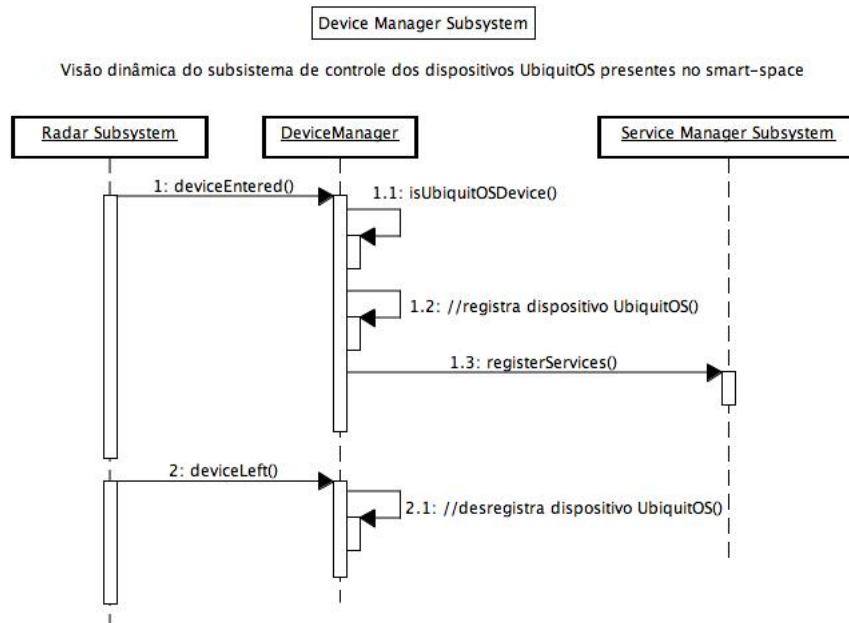 Device Manager Subsystem
Visão dinâmica do subsistema de controle dos dispositivos UbiquitOS presentes no smart-space
Radar Subsystem
DeviceManager
Service Manager Subsystem
1: deviceEntered()
1.1: isUbiquitOSDevice()
1.2: //registra dispositivo UbiquitOS()
1.3: registerServices()
2: deviceLeft()
2.1: //desregistra dispositivo UbiquitOS()